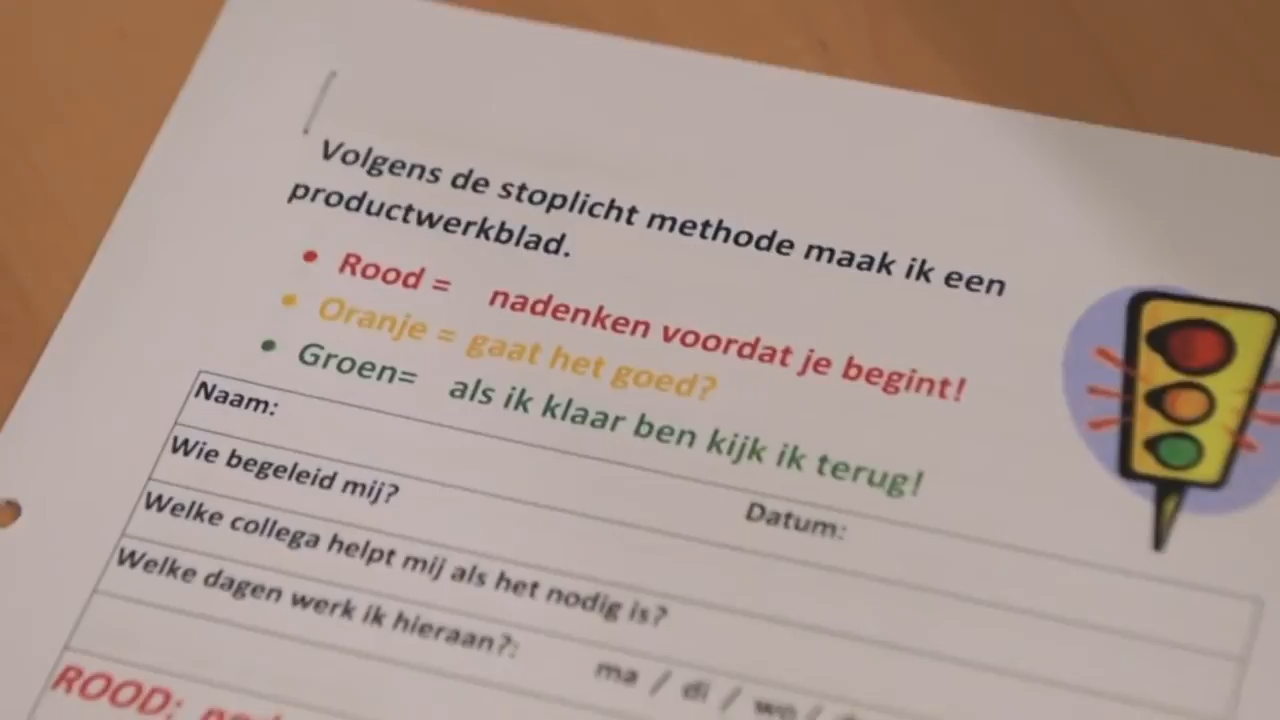 Volgens de stoplicht methode maak ik een
productwerkblad.
• Rood = nadenken voordat je begint!
• Oranje = gaat het goed?
• Groen= als ik klaar ben kijk ik terug!
Naam: Datum:
Wie begeleid mij?
Welke collega helpt mij als het nodig is?
Welke dagen werk ik hieraan?: ma / di / wo /
ROOD: